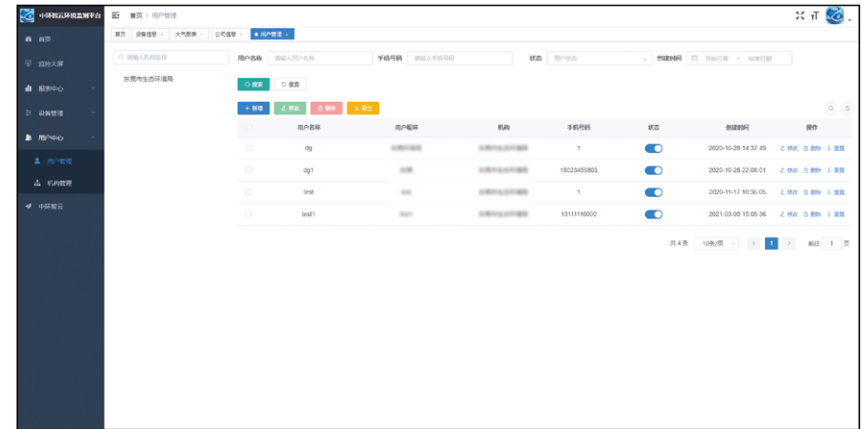 中环智云环境监测平台
首页 / 用户管理
首页 设备信息 大气数据 公司信息 用户管理
首页
监控大屏
报表中心
设备管理
用户中心
用户管理
机构管理
中环智云
请输入机构名称
东莞市生态环境局
用户名称 请输入用户名称 手机号码 请输入手机号码 状态 用户状态 创建时间 开始日期 - 结束日期
搜索 重置
+ 新增 修改 删除 导出
用户名称 用户昵称 机构 手机号码 状态 创建时间 操作
dg 1 2020-10-28 14:37:49 修改 删除 重置
dg1 18023459803 2020-10-28 22:08:01 修改 删除 重置
test 1 2020-11-17 10:36:05 修改 删除 重置
test1 13111110000 2021-03-05 15:05:36 修改 删除 重置
共 4 条 10条/页 < 1 > 前往 1 页